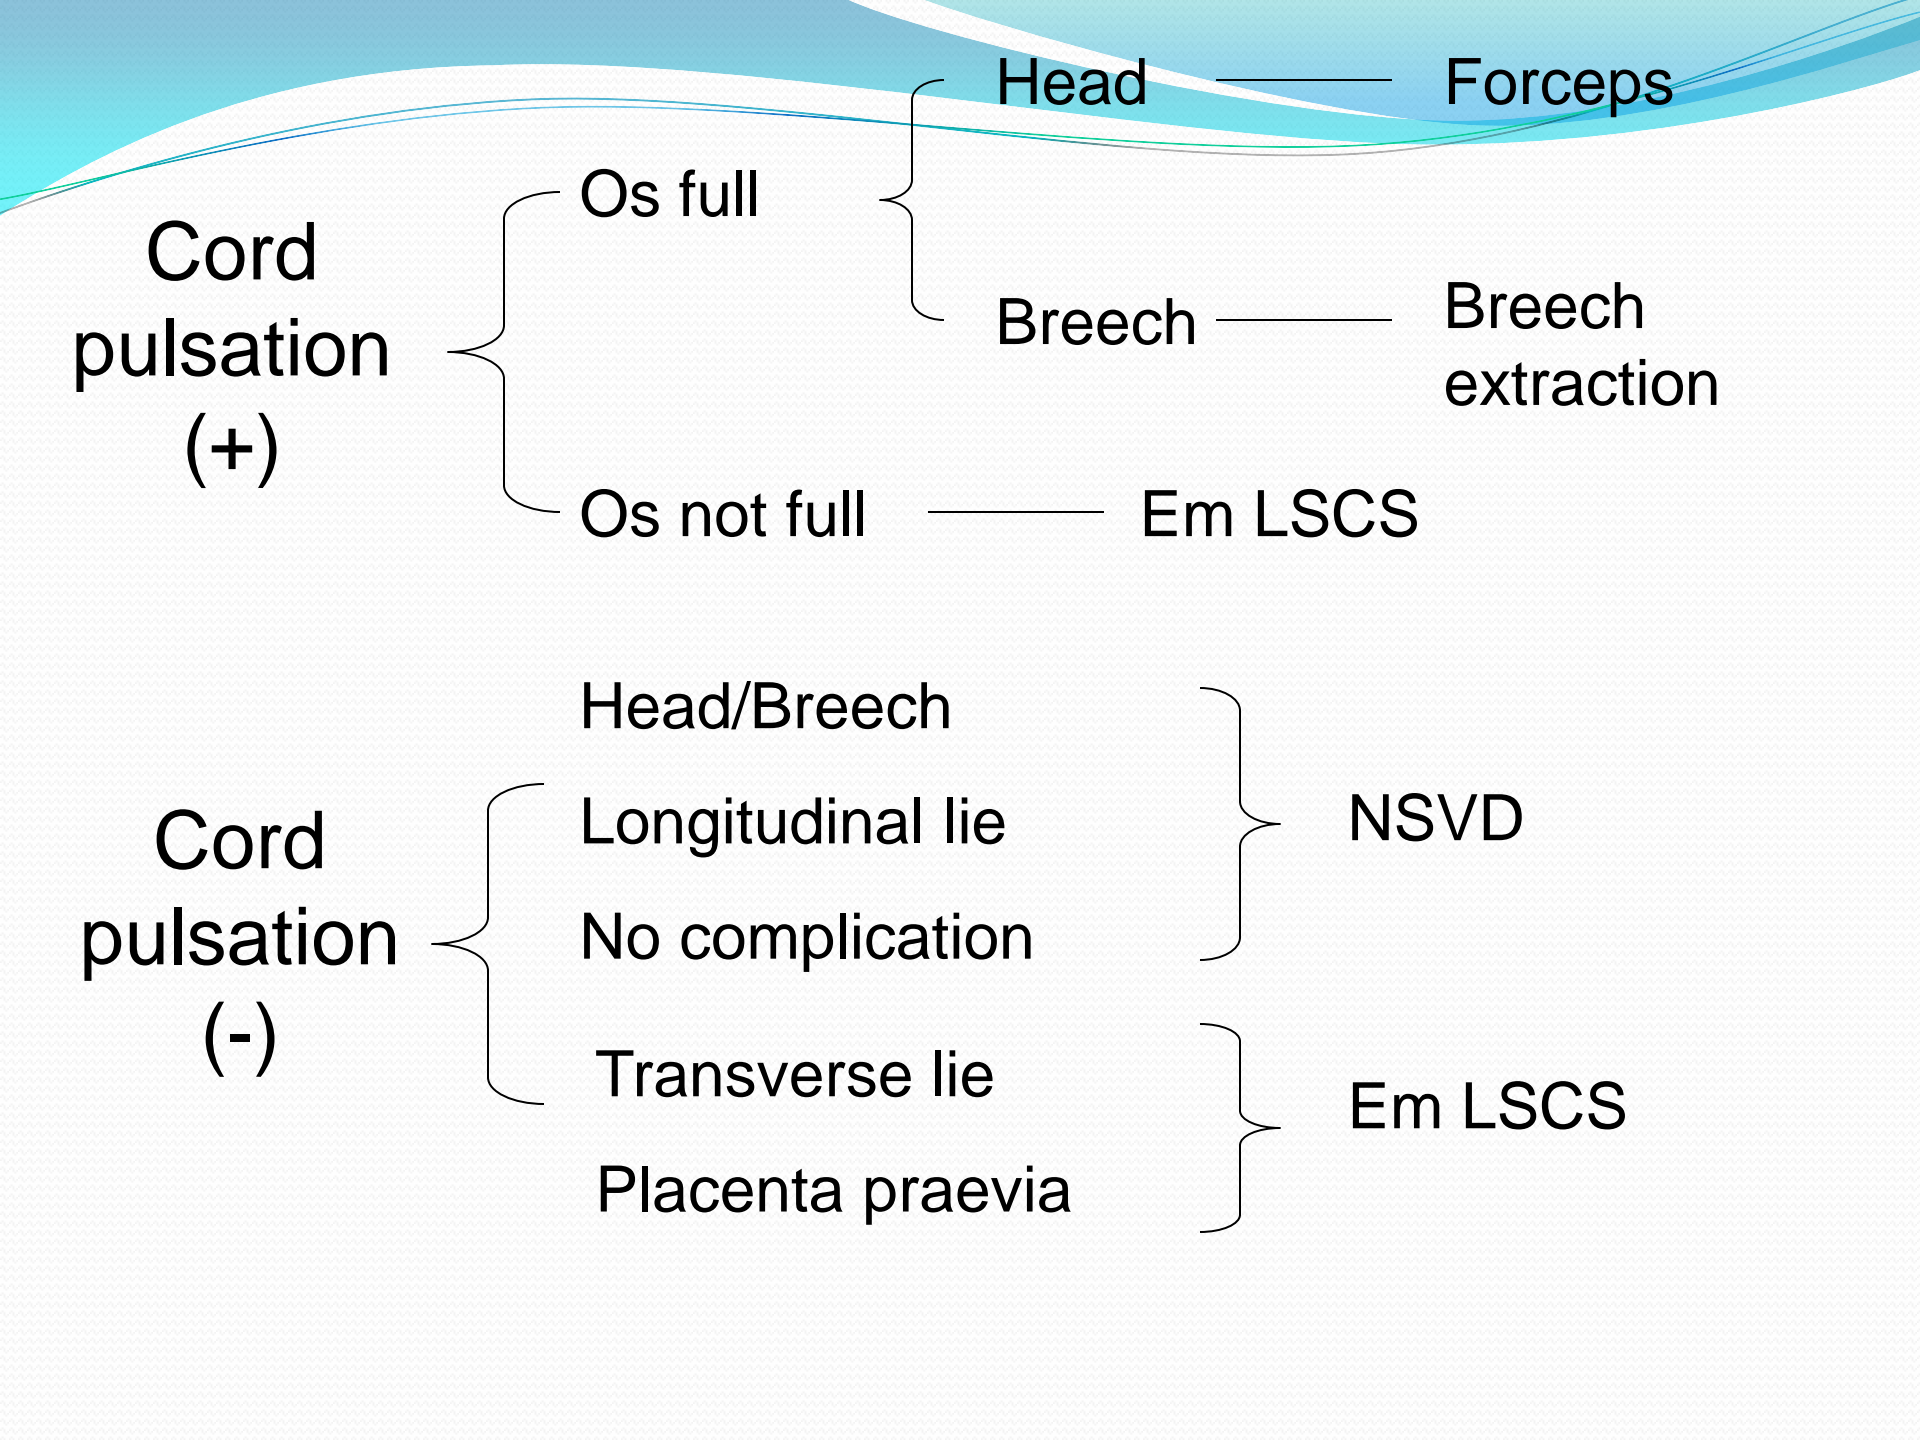 Cord
pulsation
(+)
Os full
Head
Forceps
Breech
Breech
extraction
Os not full
Em LSCS
Cord
pulsation
(-)
Head/Breech
Longitudinal lie
No complication
NSVD
Transverse lie
Placenta praevia
Em LSCS